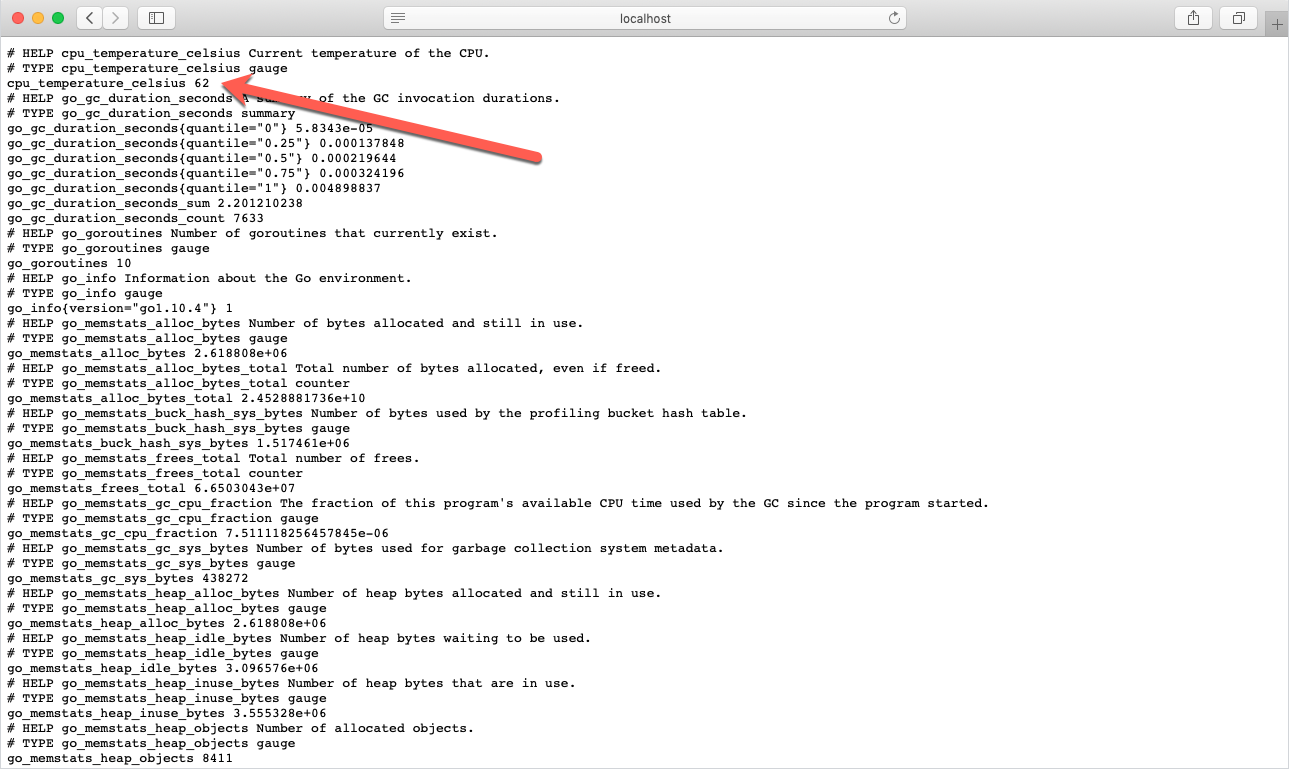 localhost
# HELP cpu_temperature_celsius Current temperature of the CPU.
# TYPE cpu_temperature_celsius gauge
cpu_temperature_celsius 62
# HELP go_gc_duration_seconds A of the GC invocation durations.
# TYPE go_gc_duration_seconds summary
go_gc_duration_seconds{quantile="0"} 5.8343e-05
go_gc_duration_seconds{quantile="0.25"} 0.000137848
go_gc_duration_seconds{quantile="0.5"} 0.000219644
go_gc_duration_seconds{quantile="0.75"} 0.000324196
go_gc_duration_seconds{quantile="1"} 0.004898837
go_gc_duration_seconds_sum 2.201210238
go_gc_duration_seconds_count 7633
# HELP go_goroutines Number of goroutines that currently exist.
# TYPE go_goroutines gauge
go_goroutines 10
# HELP go_info Information about the Go environment.
# TYPE go_info gauge
go_info{version="go1.10.4"} 1
# HELP go_memstats_alloc_bytes Number of bytes allocated and still in use.
# TYPE go_memstats_alloc_bytes gauge
go_memstats_alloc_bytes 2.618808e+06
# HELP go_memstats_alloc_bytes_total Total number of bytes allocated, even if freed.
# TYPE go_memstats_alloc_bytes_total counter
go_memstats_alloc_bytes_total 2.4528881736e+10
# HELP go_memstats_buck_hash_sys_bytes Number of bytes used by the profiling bucket hash table.
# TYPE go_memstats_buck_hash_sys_bytes gauge
go_memstats_buck_hash_sys_bytes 1.517461e+06
# HELP go_memstats_frees_total Total number of frees.
# TYPE go_memstats_frees_total counter
go_memstats_frees_total 6.6503043e+07
# HELP go_memstats_gc_cpu_fraction The fraction of this program's available CPU time used by the GC since the program started.
# TYPE go_memstats_gc_cpu_fraction gauge
go_memstats_gc_cpu_fraction 7.511118256457845e-06
# HELP go_memstats_gc_sys_bytes Number of bytes used for garbage collection system metadata.
# TYPE go_memstats_gc_sys_bytes gauge
go_memstats_gc_sys_bytes 438272
# HELP go_memstats_heap_alloc_bytes Number of heap bytes allocated and still in use.
# TYPE go_memstats_heap_alloc_bytes gauge
go_memstats_heap_alloc_bytes 2.618808e+06
# HELP go_memstats_heap_idle_bytes Number of heap bytes waiting to be used.
# TYPE go_memstats_heap_idle_bytes gauge
go_memstats_heap_idle_bytes 3.096576e+06
# HELP go_memstats_heap_inuse_bytes Number of heap bytes that are in use.
# TYPE go_memstats_heap_inuse_bytes gauge
go_memstats_heap_inuse_bytes 3.555328e+06
# HELP go_memstats_heap_objects Number of allocated objects.
# TYPE go_memstats_heap_objects gauge
go_memstats_heap_objects 8411